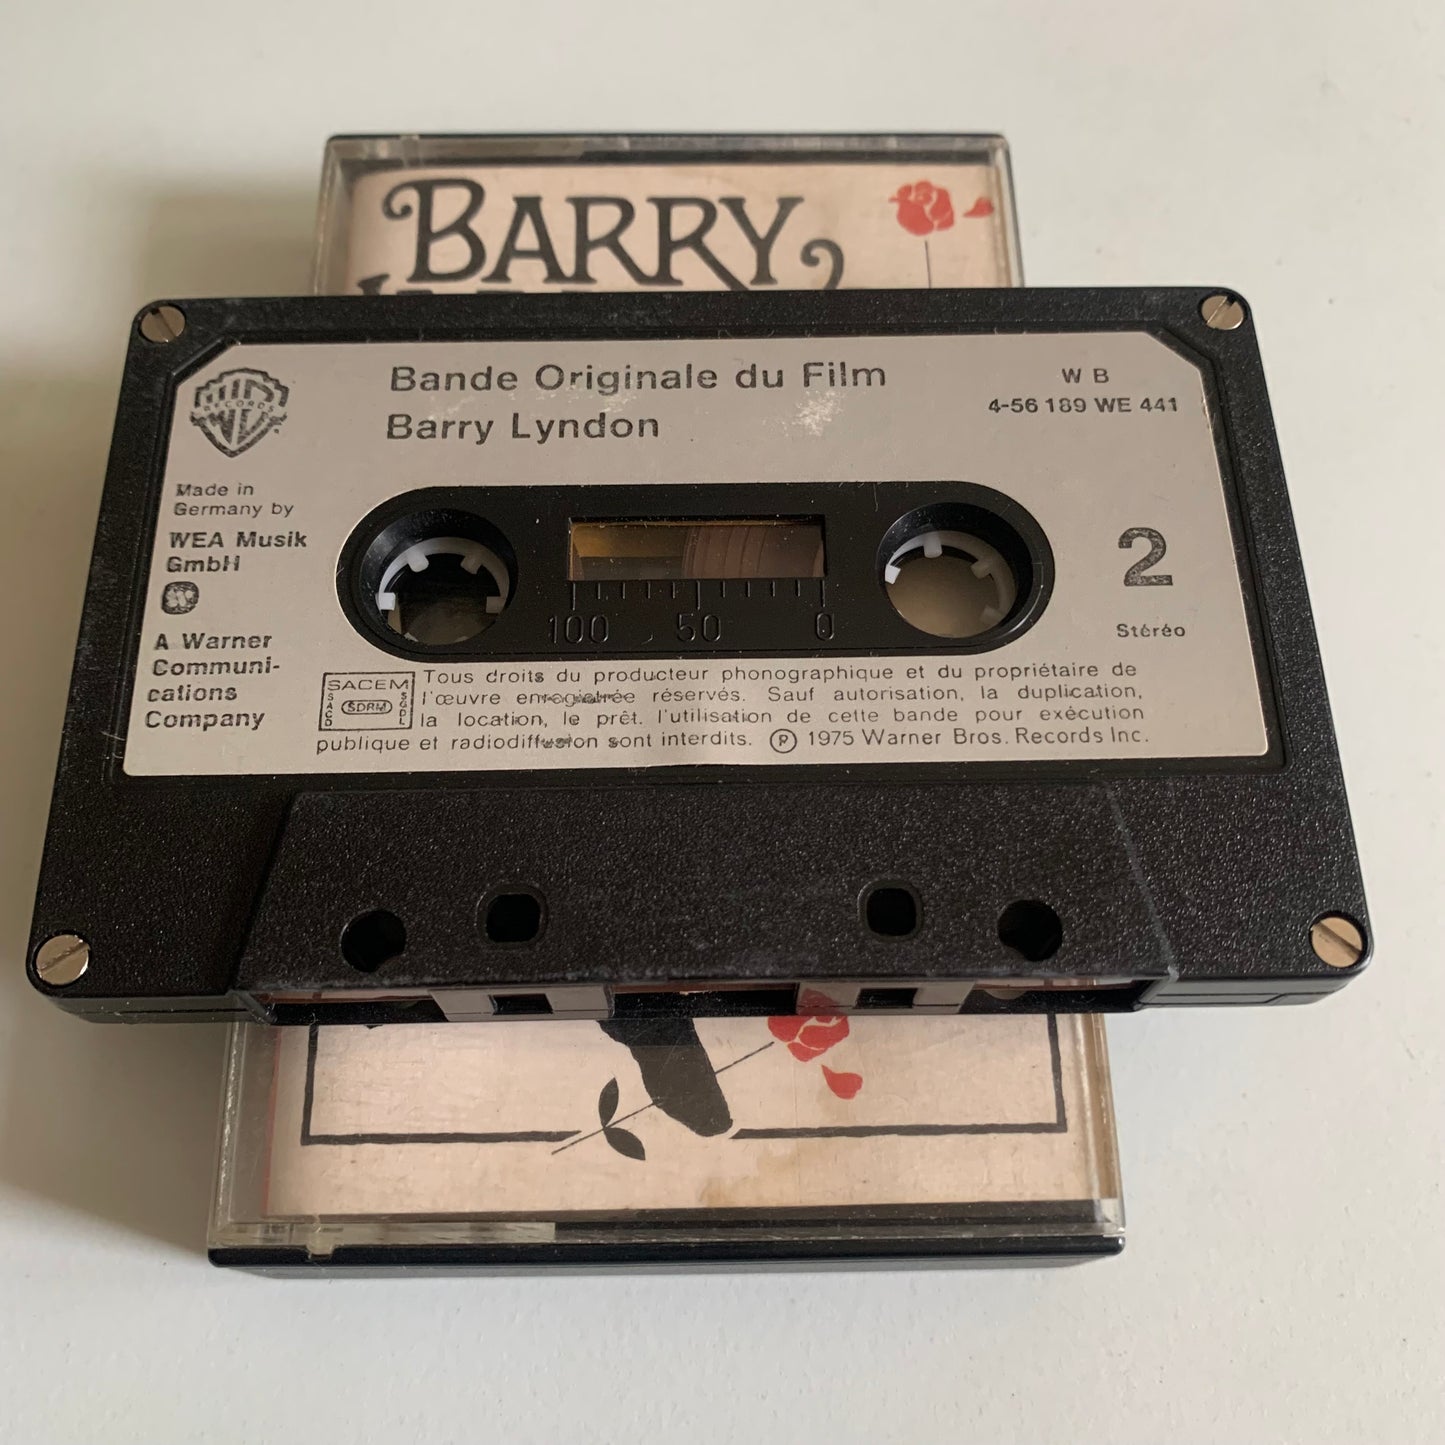 BARRY
Bande Originale du Film
Barry Lyndon
W B
4-56 189 WE 441
RECORDS
Made in
Germany by
WEA Musik
GmbH
A Warner
Communi-
cations
Company
100 50 0
2
Stéréo
SACEM
SACD
SDRM
SGDL
Tous droits du producteur phonographique et du propriétaire de
l'œuvre enregistrée réservés. Sauf autorisation, la duplication,
la location, le prêt. l'utilisation de cette bande pour exécution
publique et radiodiffusion sont interdits. Ⓟ 1975 Warner Bros. Records Inc.